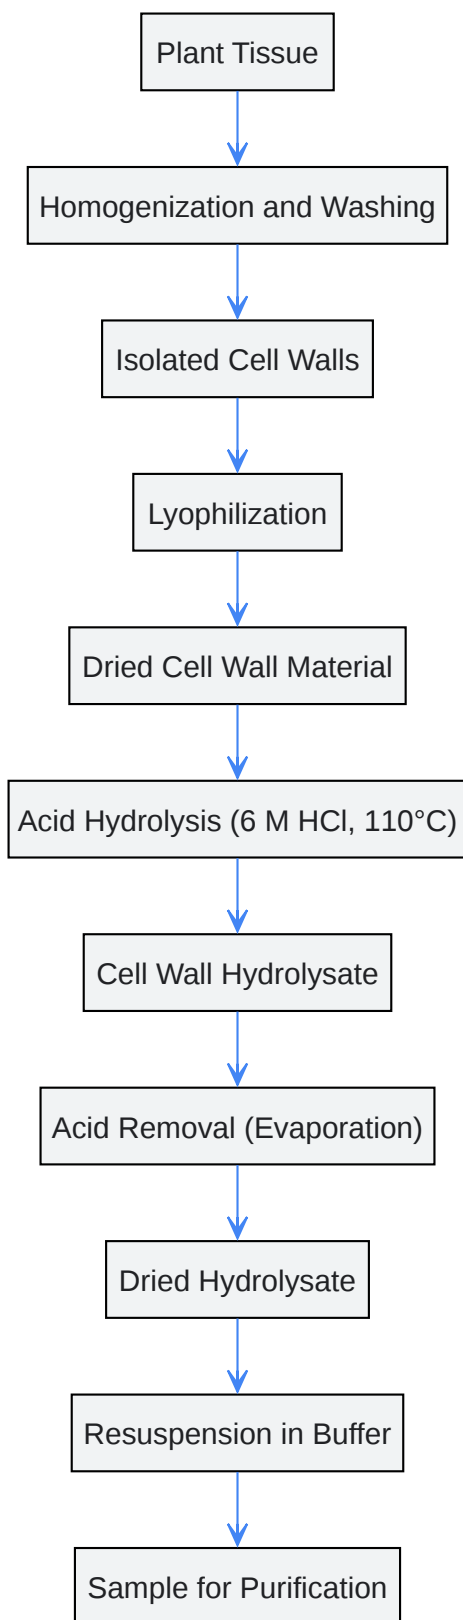 Plant Tissue
Homogenization and Washing
Isolated Cell Walls
Lyophilization
Dried Cell Wall Material
Acid Hydrolysis (6 M HCl, 110°C)
Cell Wall Hydrolysate
Acid Removal (Evaporation)
Dried Hydrolysate
Resuspension in Buffer
Sample for Purification